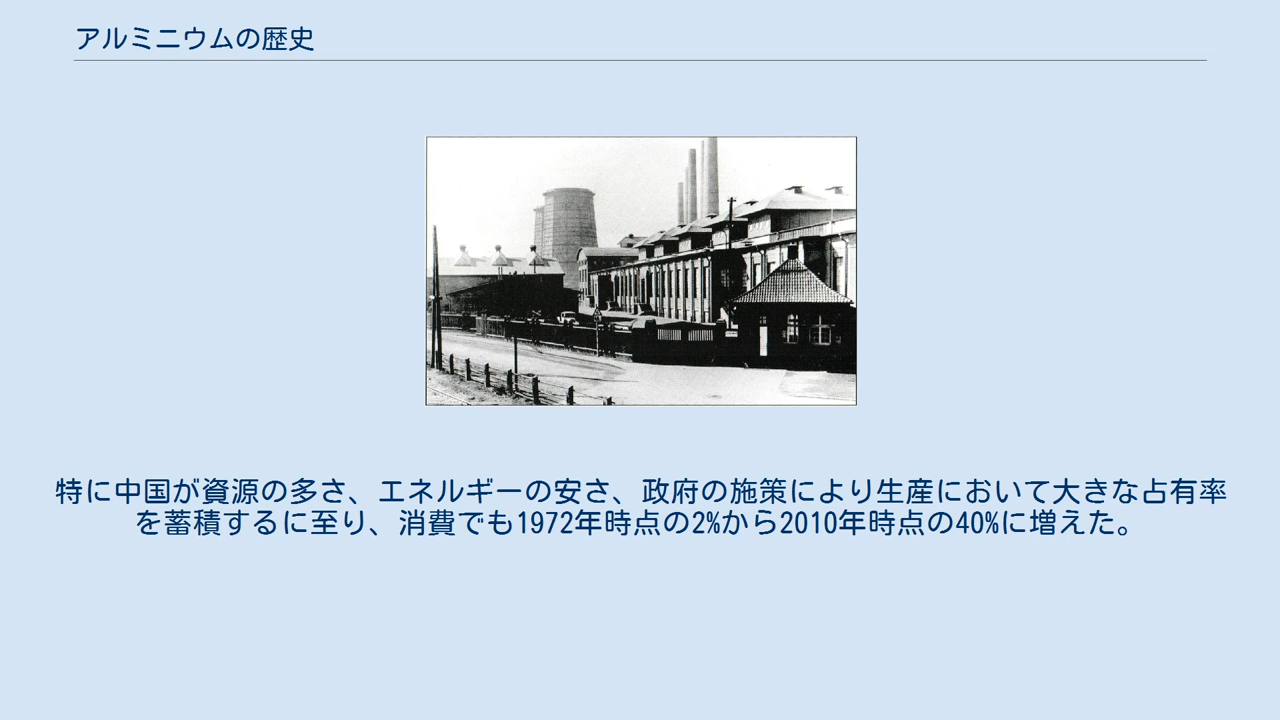 アルミニウムの歴史
特に中国が資源の多さ、エネルギーの安さ、政府の施策により生産において大きな占有率
を蓄積するに至り、消費でも1972年時点の2%から2010年時点の40%に増えた。